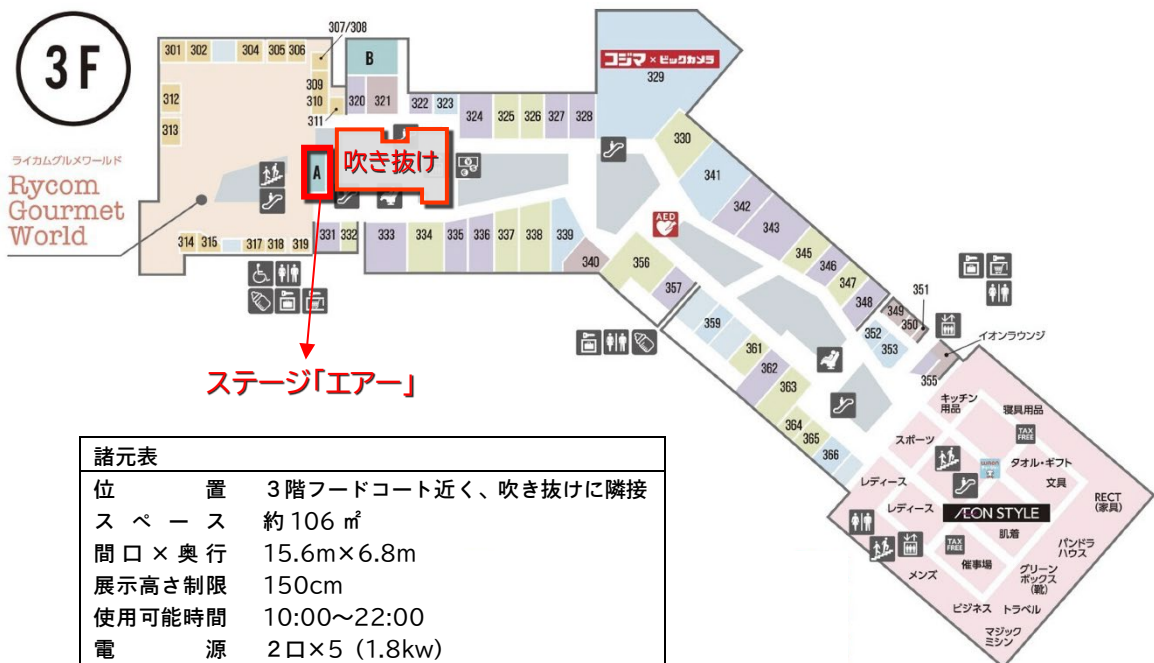 3F
307/308
301 302 304 305 306
B
コジマ×ビックカメラ
329
309
310
311
312
313
320 321 322 323 324 325 326 327 328
330
341
342
343
345
346
347
348
ライカムグルメワールド
Rycom
Gourmet
World
A
吹き抜け
AED
314 315 317 318 319
331 332 333 334 335 336 337 338 339
340
356
357
359
361
362
363
364
365
366
349
350
351
352
353
355
イオンラウンジ
ステージ「エアー」
キッチン
用品
寝具用品
TAX
FREE
スポーツ
タオル・ギフト
文具
レディース
RECT
(家具)
レディース
ÆON STYLE
肌着
パンドラ
ハウス
TAX
FREE
催事場
メンズ
グリーン
ボックス
(靴)
ビジネス トラベル
マジック
ミシン
諸元表
位置 3階フードコート近く、吹き抜けに隣接
スペース 約106㎡
間口×奥行 15.6m×6.8m
展示高さ制限 150cm
使用可能時間 10:00～22:00
電源 2口×5 (1.8kw)